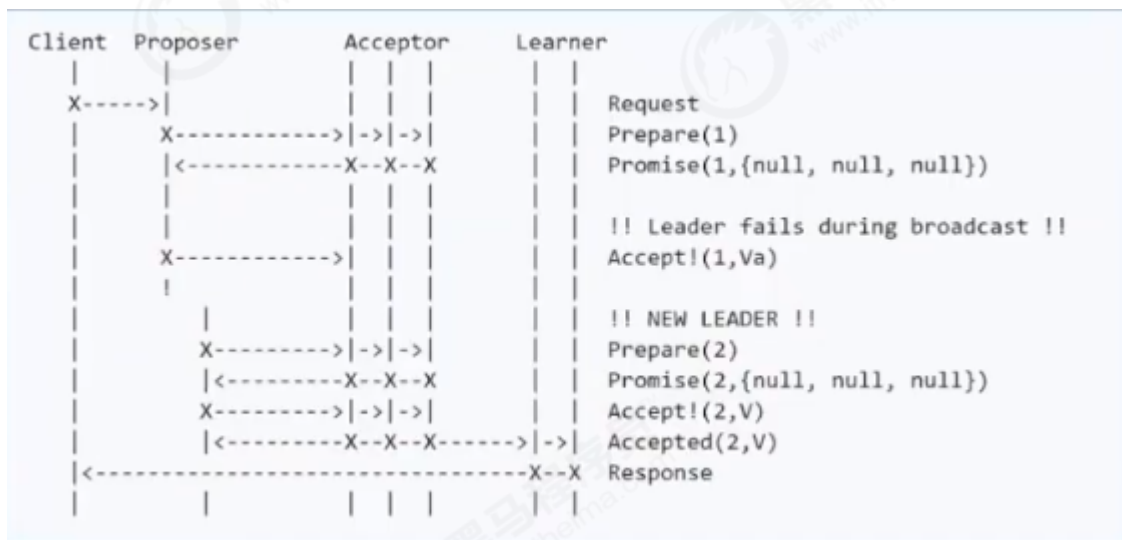 Client Proposer Acceptor Learner
| | | | | | |
X----->| | | | | | Request
| X------------>|->|->| | | Prepare(1)
| |<------------X--X--X | | Promise(1,{null, null, null})
| | | | | | |
| | | | | | | !! Leader fails during broadcast !!
| X------------>| | | | | Accept!(1,Va)
| ! | | | | |
| | | | | | | !! NEW LEADER !!
| X--------->|->|->| | | Prepare(2)
| |<---------X--X--X | | Promise(2,{null, null, null})
| X--------->|->|->| | | Accept!(2,V)
| |<---------X--X--X------>|->| Accepted(2,V)
|<---------------------------------X--X Response
| | | | | | |